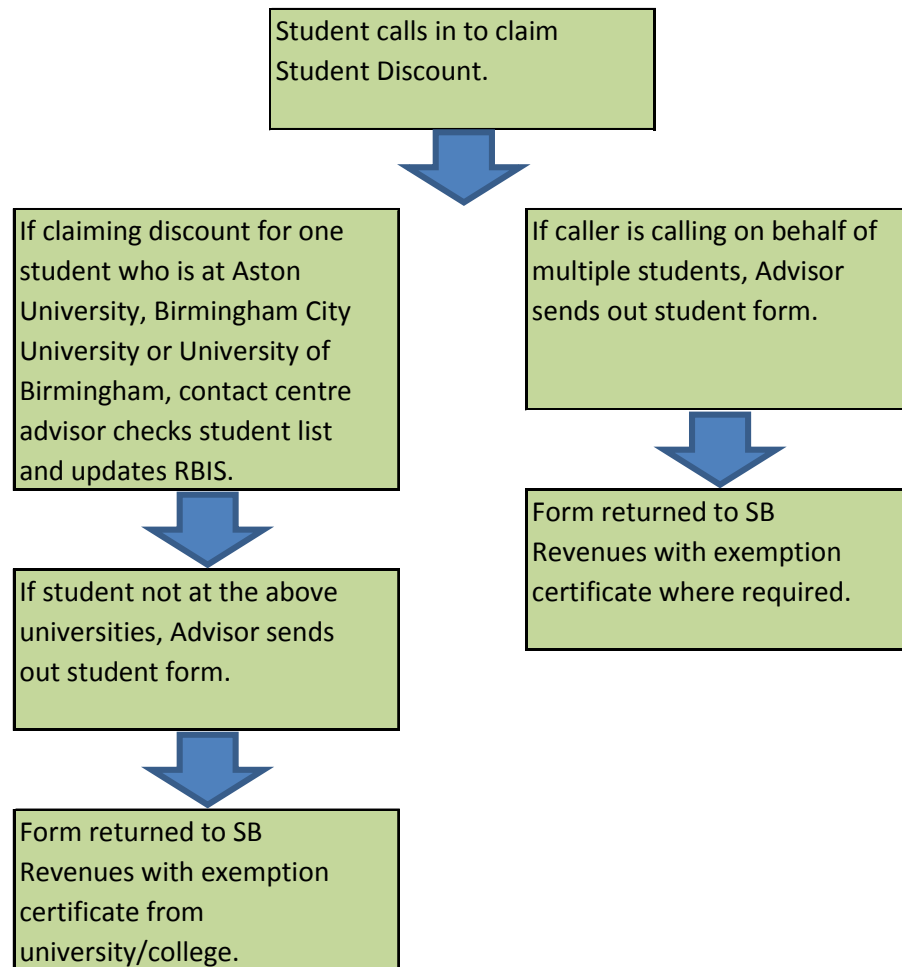 Student calls in to claim
Student Discount.
If claiming discount for one
student who is at Aston
University, Birmingham City
University or University of
Birmingham, contact centre
advisor checks student list
and updates RBIS.
If student not at the above
universities, Advisor sends
out student form.
Form returned to SB
Revenues with exemption
certificate from
university/college.
If caller is calling on behalf of
multiple students, Advisor
sends out student form.
Form returned to SB
Revenues with exemption
certificate where required.